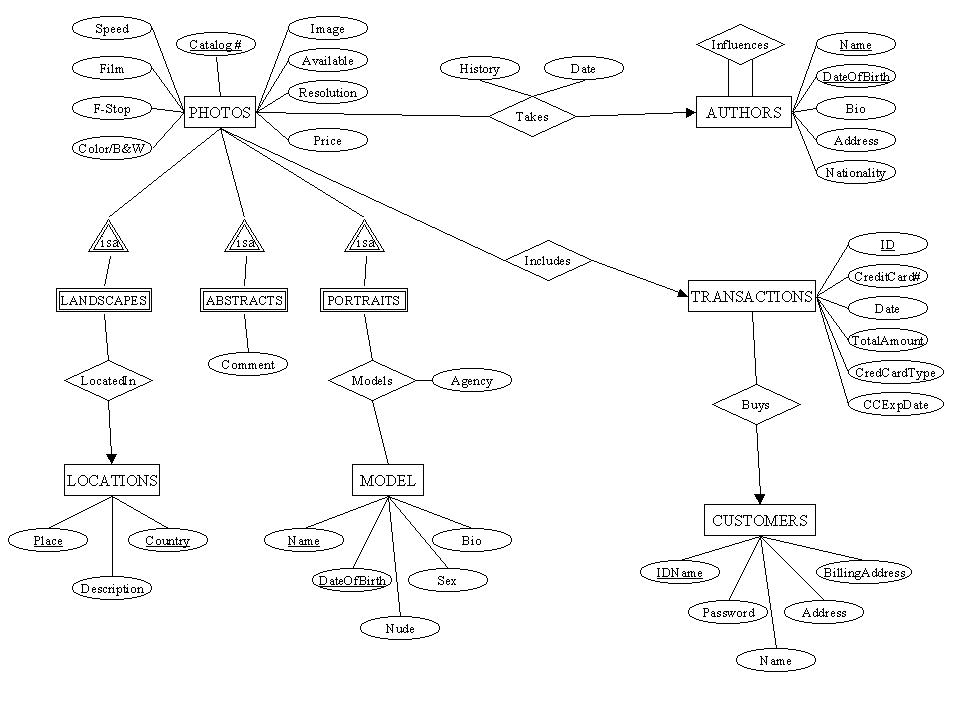 Speed
Image
Catalog #
Influences
Name
Available
Film
History
Date
DateOfBirth
Resolution
F-Stop
PHOTOS
Takes
AUTHORS
Bio
Color/B&W
Price
Address
Nationality
isa
isa
isa
ID
Includes
CreditCard#
LANDSCAPES
ABSTRACTS
PORTRAITS
TRANSACTIONS
Date
TotalAmount
Comment
LocatedIn
Models
Agency
CredCardType
Buys
CCExpDate
LOCATIONS
MODEL
CUSTOMERS
Place
Country
Name
Bio
IDName
BillingAddress
Description
DateOfBirth
Sex
Password
Address
Nude
Name